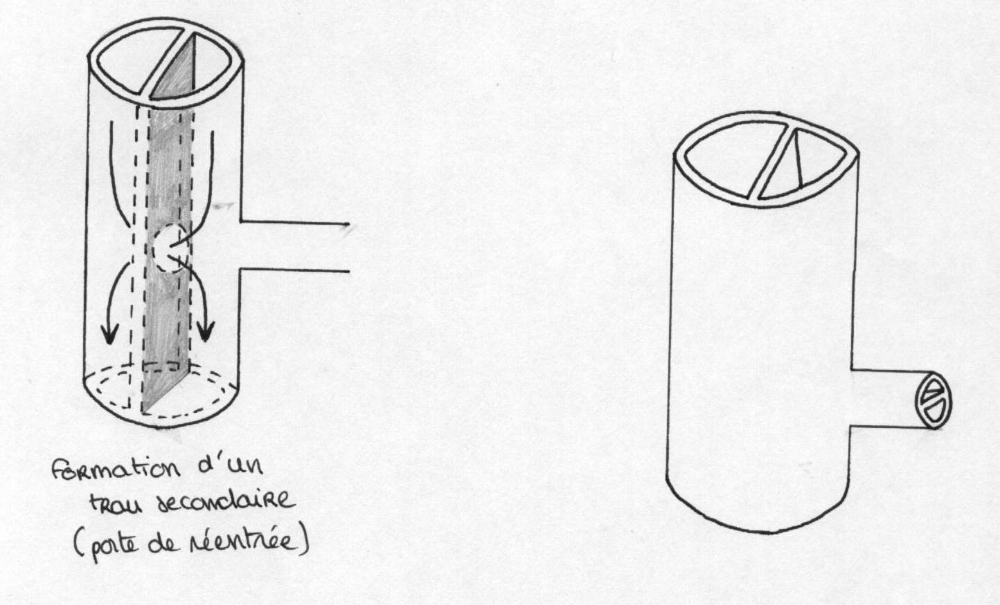 Formation d'un
trou secondaire
(porte de réentrée)